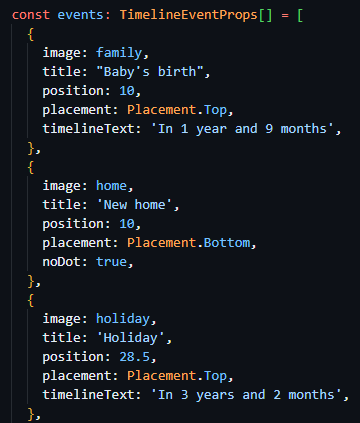 const events: TimelineEventProps[] = [
  {
    image: family,
    title: "Baby's birth",
    position: 10,
    placement: Placement.Top,
    timelineText: 'In 1 year and 9 months',
  },
  {
    image: home,
    title: 'New home',
    position: 10,
    placement: Placement.Bottom,
    noDot: true,
  },
  {
    image: holiday,
    title: 'Holiday',
    position: 28.5,
    placement: Placement.Top,
    timelineText: 'In 3 years and 2 months',
  },